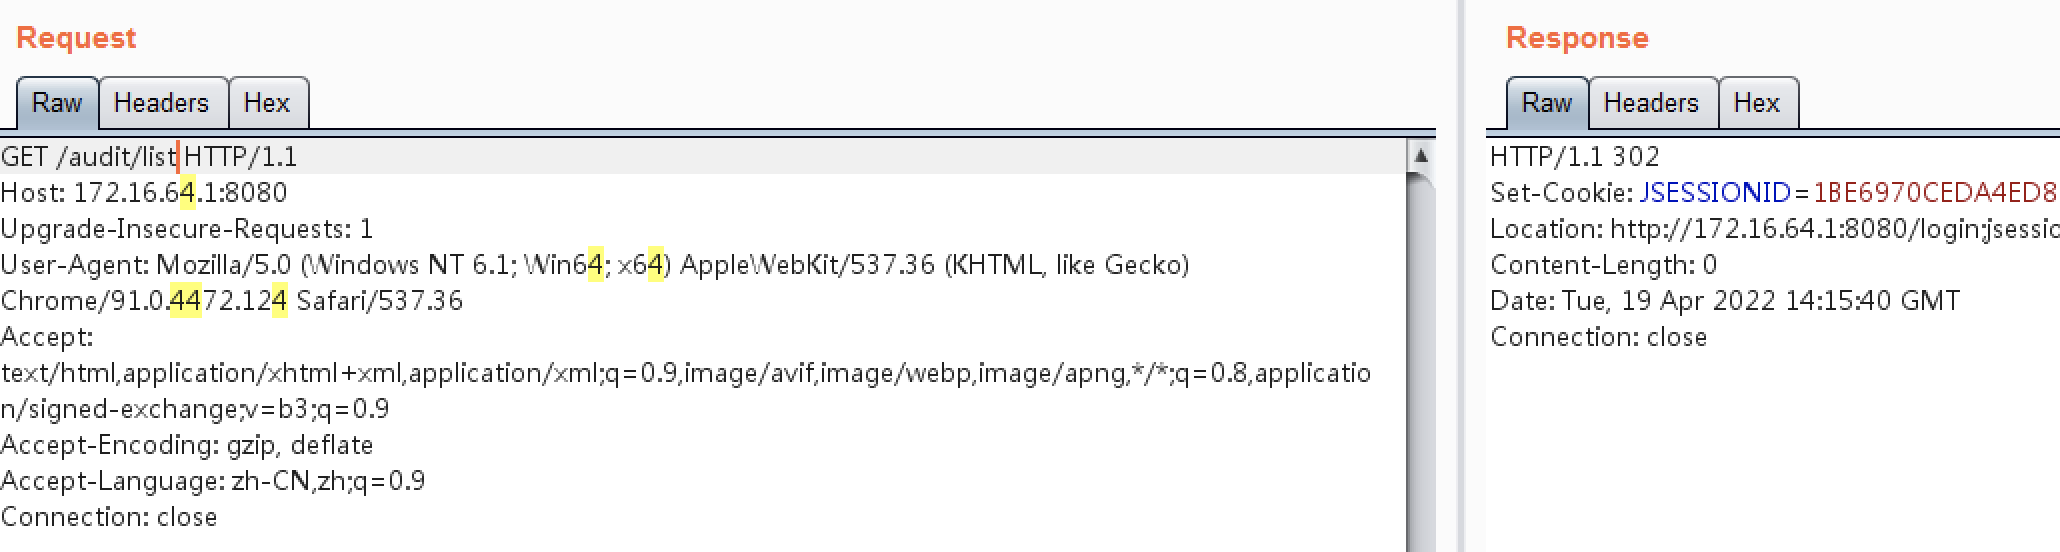 Request
Raw Headers Hex
GET /audit/list HTTP/1.1
Host: 172.16.64.1:8080
Upgrade-Insecure-Requests: 1
User-Agent: Mozilla/5.0 (Windows NT 6.1; Win64; x64) AppleWebKit/537.36 (KHTML, like Gecko)
Chrome/91.0.4472.124 Safari/537.36
Accept:
text/html,application/xhtml+xml,application/xml;q=0.9,image/avif,image/webp,image/apng,*/*;q=0.8,applicatio
n/signed-exchange;v=b3;q=0.9
Accept-Encoding: gzip, deflate
Accept-Language: zh-CN,zh;q=0.9
Connection: close
Response
Raw Headers Hex
HTTP/1.1 302
Set-Cookie: JSESSIONID=1BE6970CEDA4ED8
Location: http://172.16.64.1:8080/login;jsessio
Content-Length: 0
Date: Tue, 19 Apr 2022 14:15:40 GMT
Connection: close